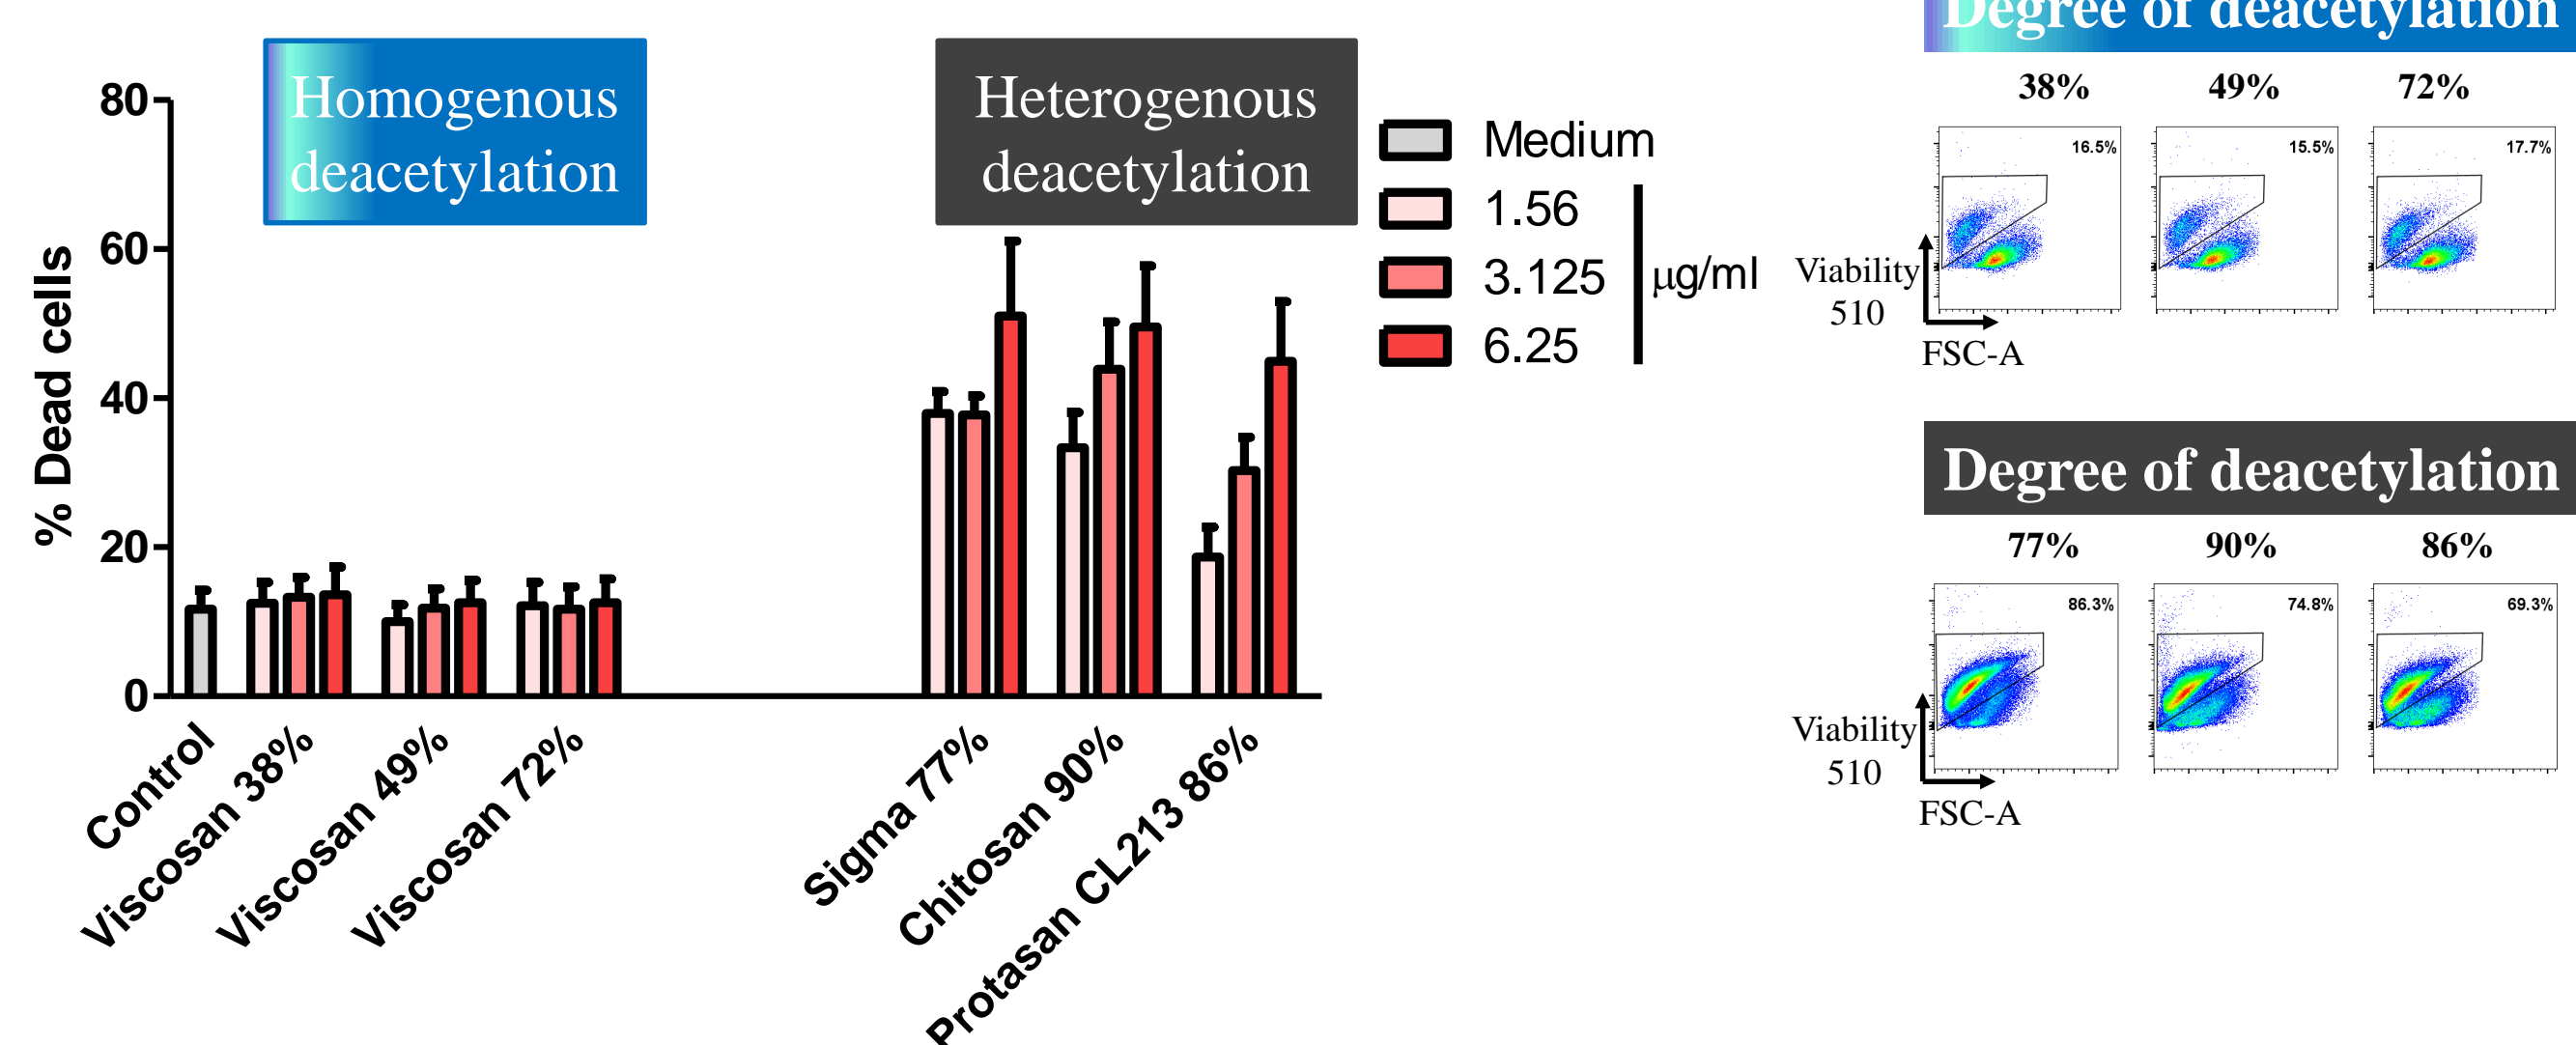 Homogenous
deacetylation
Heterogenous
deacetylation
% Dead cells
80
60
40
20
0
Control
Viscosan 38%
Viscosan 49%
Viscosan 72%
Sigma 77%
Chitosan 90%
Protasan CL213 86%
Medium
1.56
3.125
6.25
μg/ml
Degree of deacetylation
38% 49% 72%
16.5% 15.5% 17.7%
Viability
510
FSC-A
Degree of deacetylation
77% 90% 86%
86.3% 74.8% 69.3%
Viability
510
FSC-A